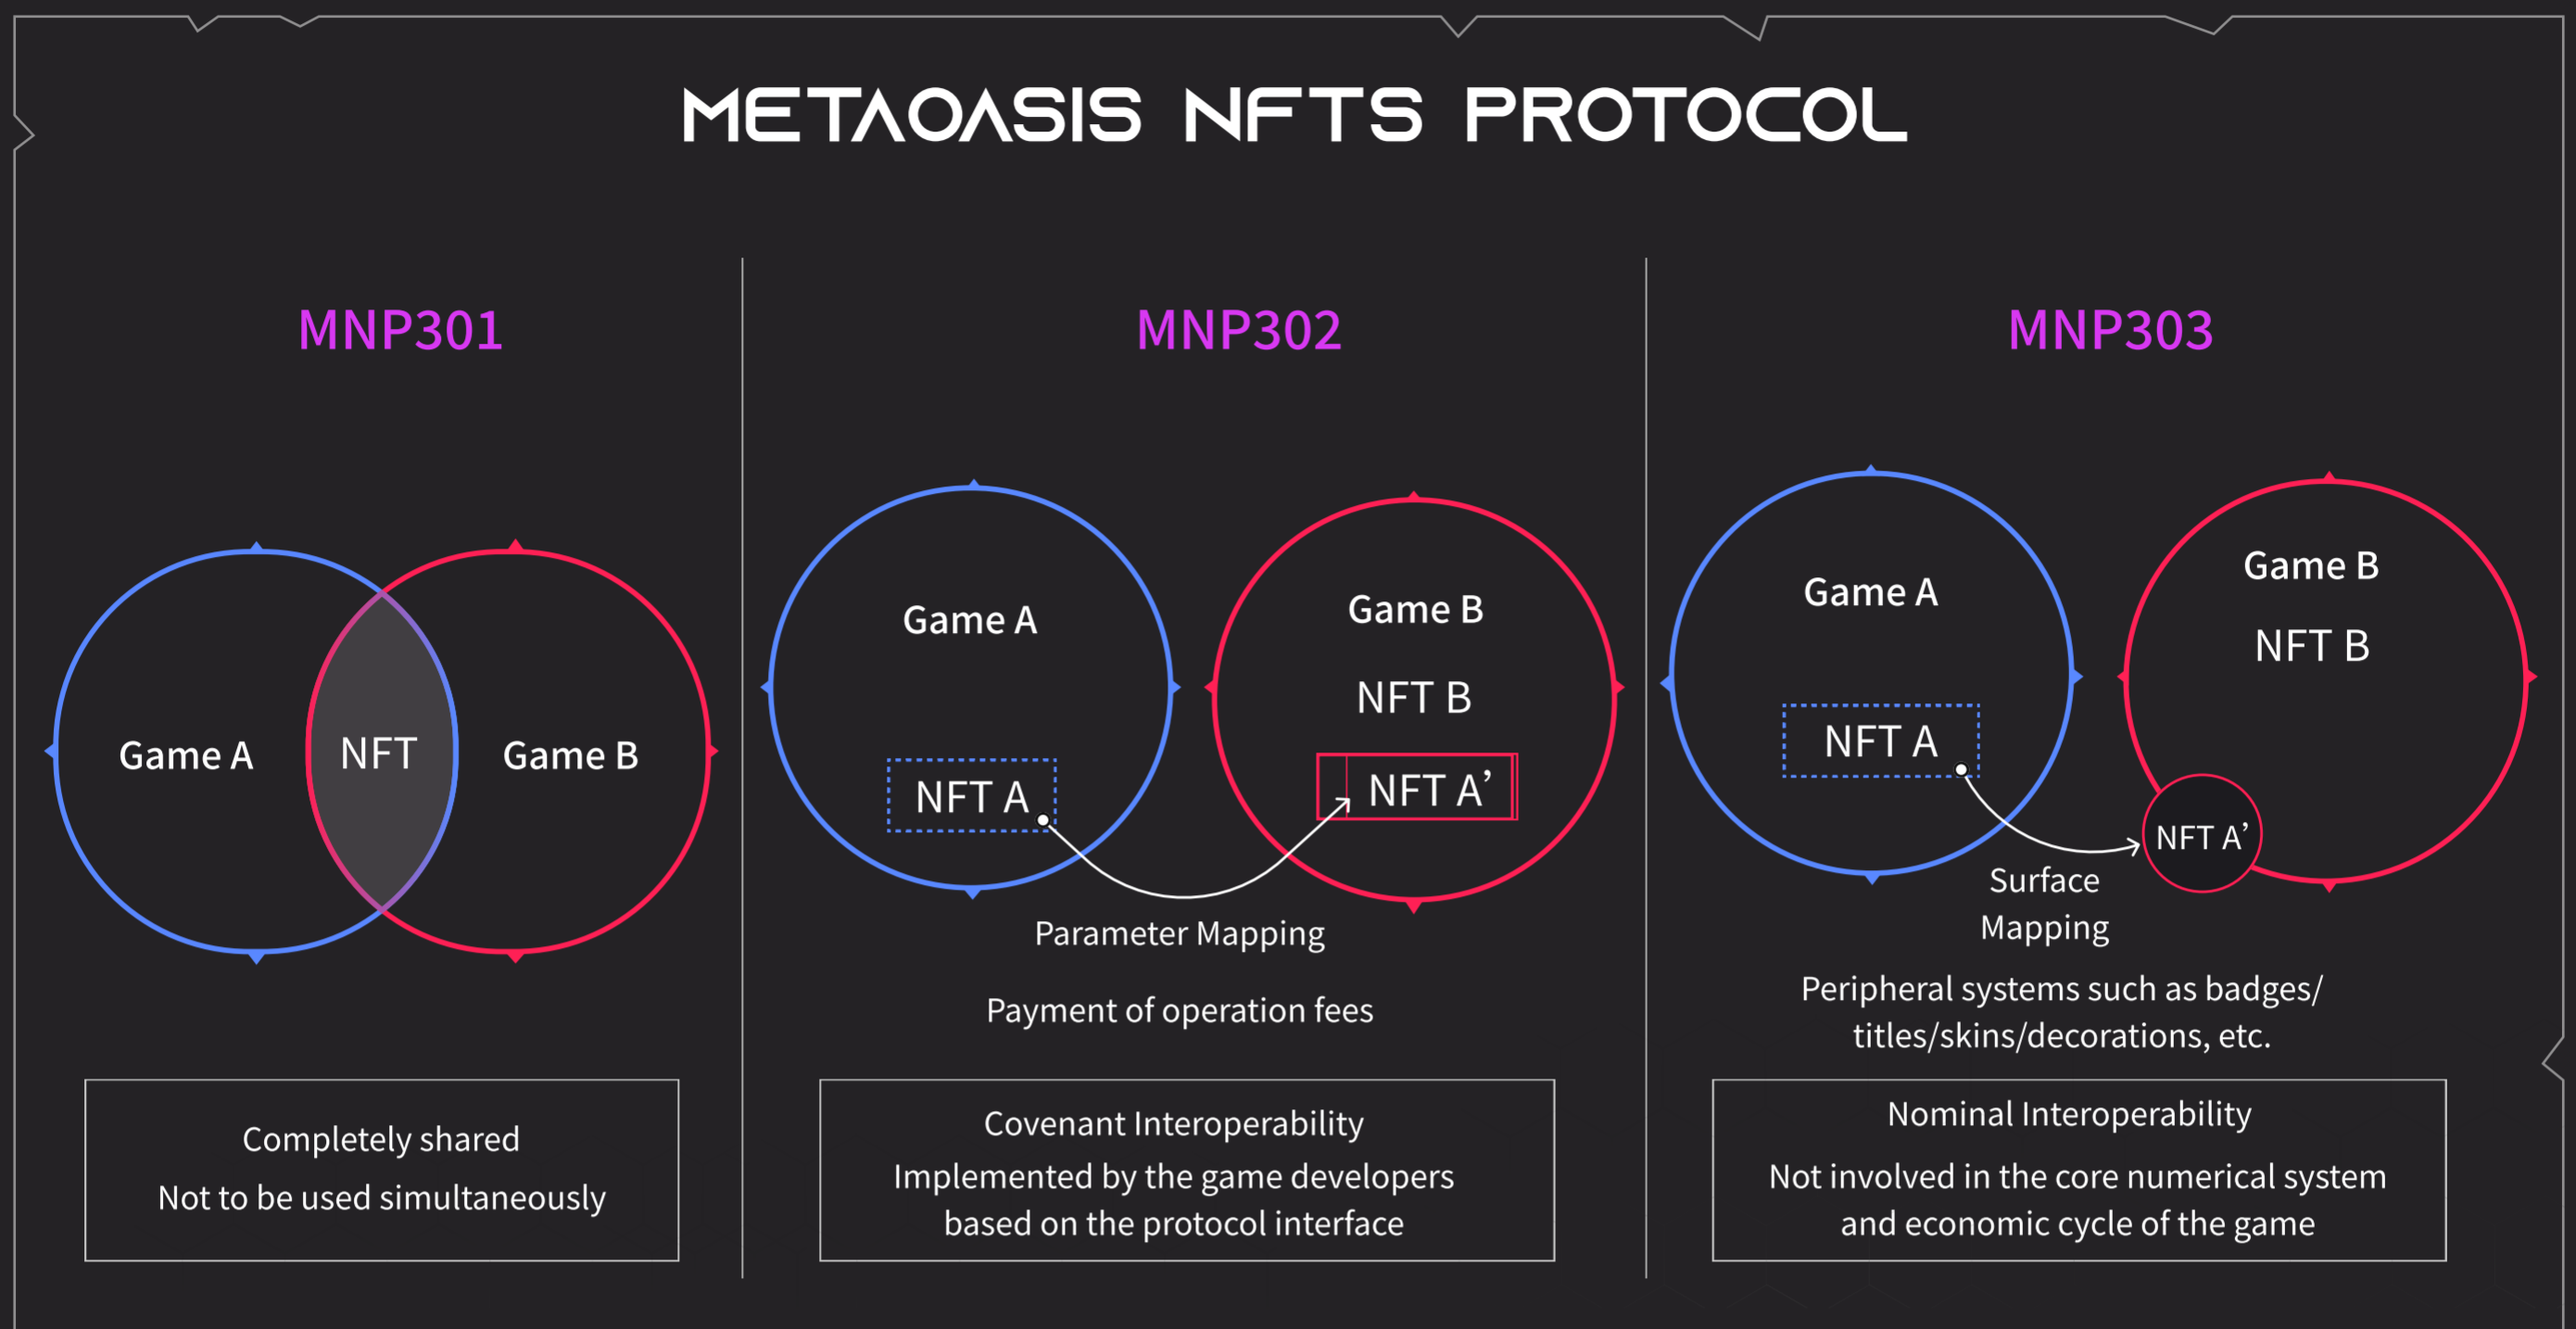 METAOASIS NFTS PROTOCOL
MNP301
Game A
NFT
Game B
Completely shared
Not to be used simultaneously
MNP302
Game A
NFT A
Game B
NFT B
NFT A’
Parameter Mapping
Payment of operation fees
Covenant Interoperability
Implemented by the game developers
based on the protocol interface
MNP303
Game A
NFT A
Game B
NFT B
NFT A’
Surface
Mapping
Peripheral systems such as badges/
titles/skins/decorations, etc.
Nominal Interoperability
Not involved in the core numerical system
and economic cycle of the game